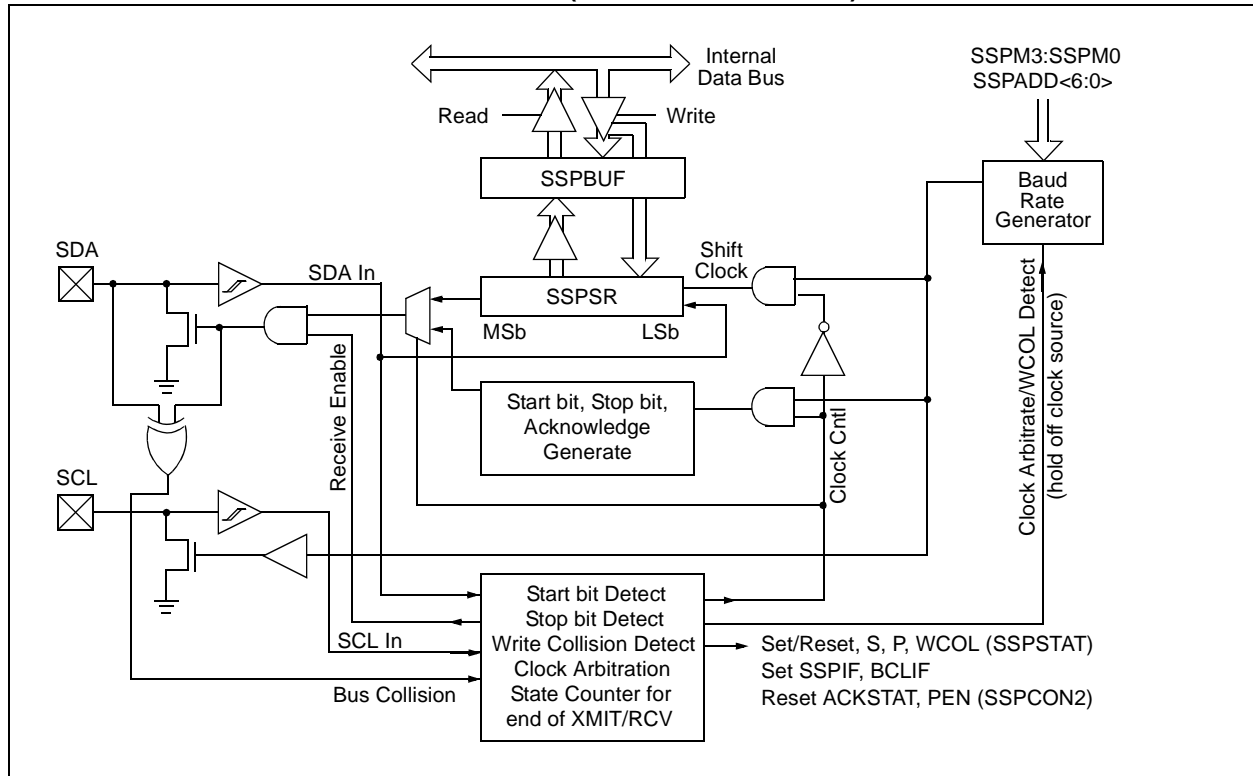 Internal
Data Bus
SSPM3:SSPM0
SSPADD<6:0>
Read
Write
SSPBUF
Baud
Rate
Generator
SDA
SDA In
Shift
Clock
SSPSR
MSb
LSb
Start bit, Stop bit,
Acknowledge
Generate
Receive Enable
Clock Cntl
Clock Arbitrate/WCOL Detect
(hold off clock source)
SCL
SCL In
Bus Collision
Start bit Detect
Stop bit Detect
Write Collision Detect
Clock Arbitration
State Counter for
end of XMIT/RCV
Set/Reset, S, P, WCOL (SSPSTAT)
Set SSPIF, BCLIF
Reset ACKSTAT, PEN (SSPCON2)